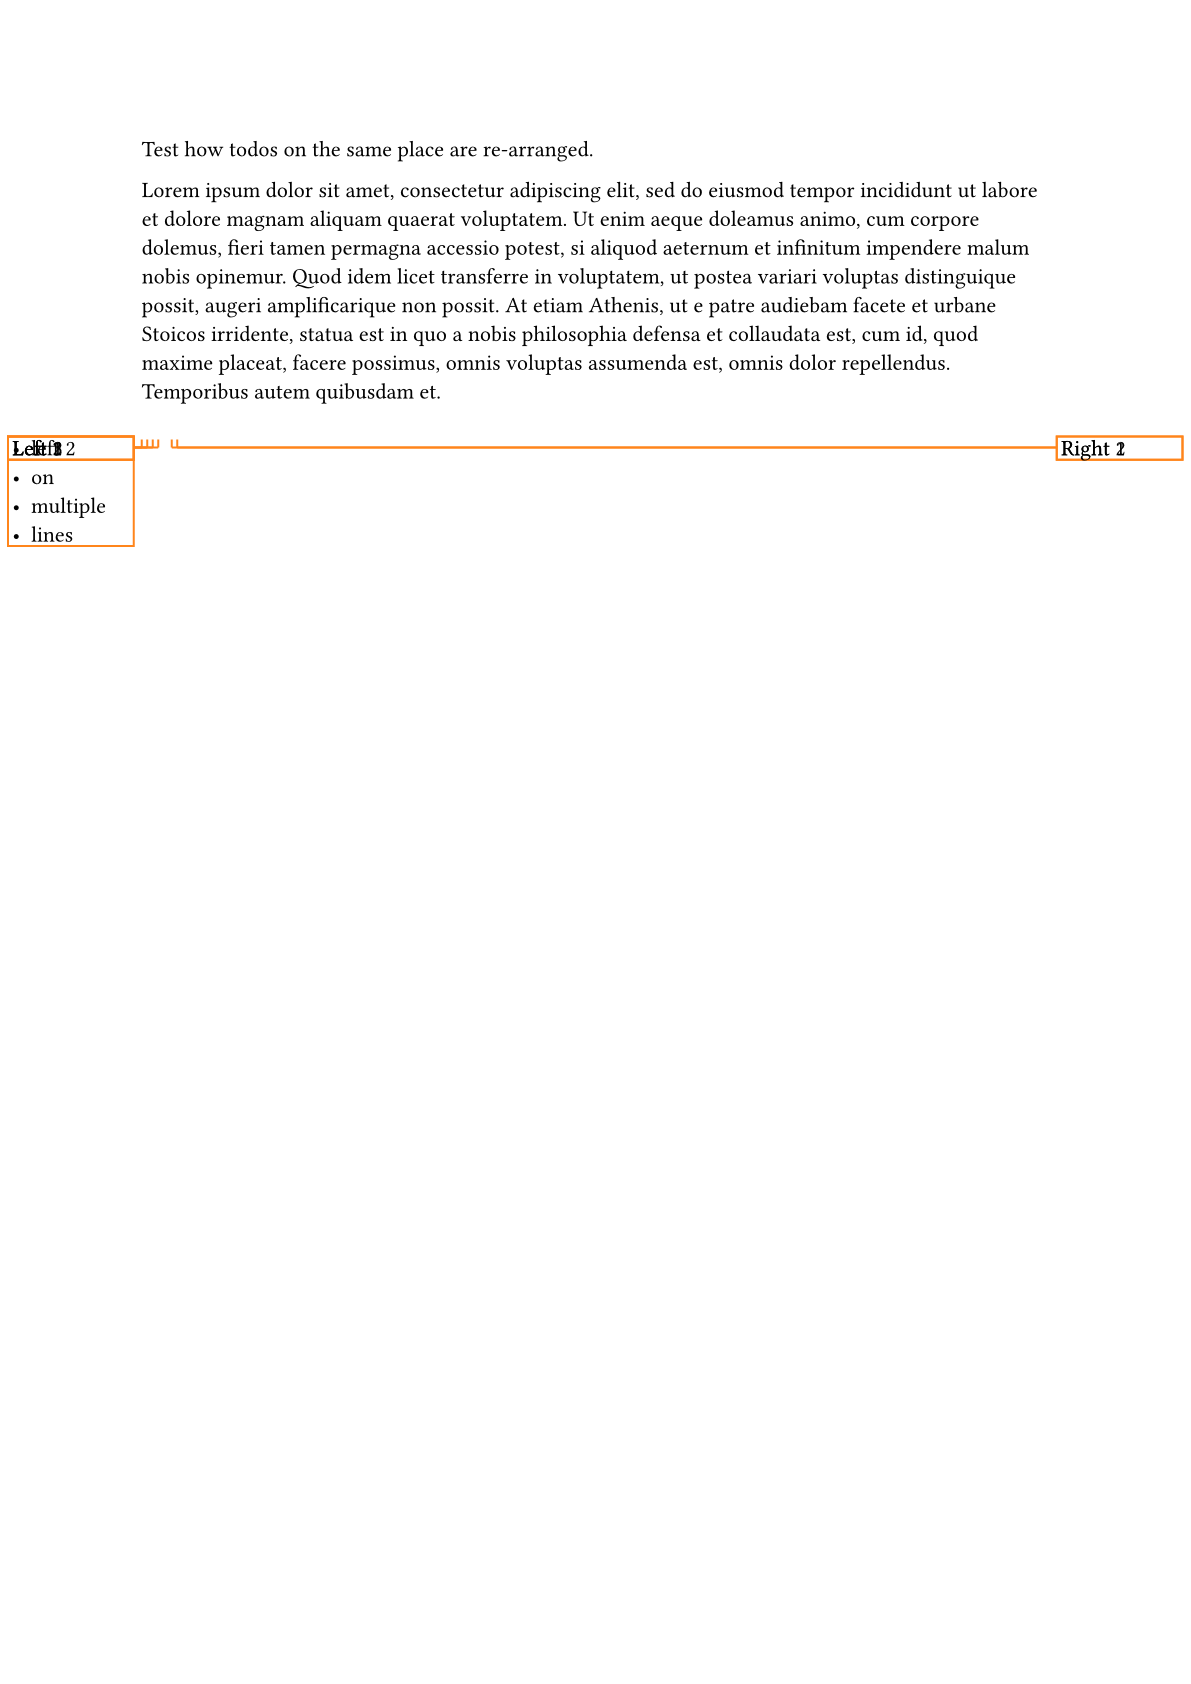 Test how todos on the same place are re-arranged.
Lorem ipsum dolor sit amet, consectetur adipiscing elit, sed do eiusmod tempor incididunt ut labore
et dolore magnam aliquam quaerat voluptatem. Ut enim aeque doleamus animo, cum corpore
dolemus, fieri tamen permagna accessio potest, si aliquod aeternum et infinitum impendere malum
nobis opinemur. Quod idem licet transferre in voluptatem, ut postea variari voluptas distinguique
possit, augeri amplificarique non possit. At etiam Athenis, ut e patre audiebam facete et urbane
Stoicos irridente, statua est in quo a nobis philosophia defensa et collaudata est, cum id, quod
maxime placeat, facere possimus, omnis voluptas assumenda est, omnis dolor repellendus.
Temporibus autem quibusdam et.
Right
• on
• multiple
• lines